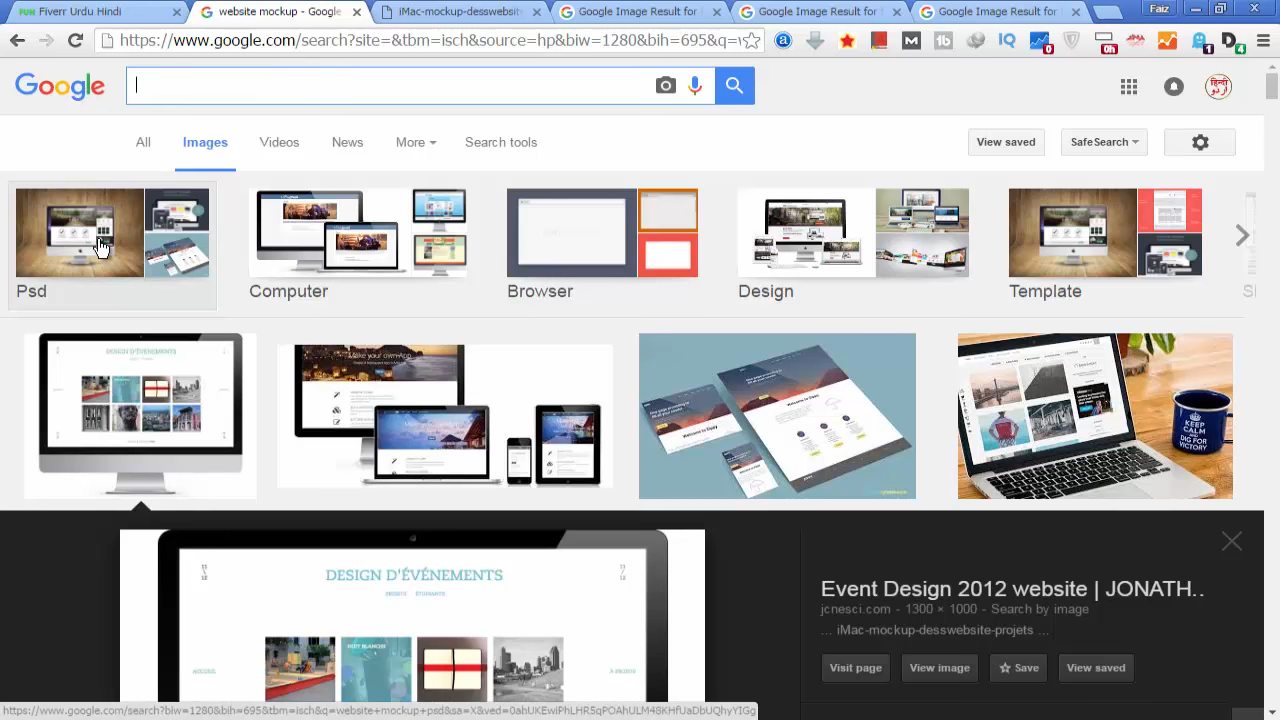 Fiverr Urdu Hindi
website mockup - Google
iMac-mockup-desswebsite
Google Image Result for
Google Image Result for
Google Image Result for
Faiz
https://www.google.com/search?site=&tbm=isch&source=hp&biw=1280&bih=695&q=
Google
हिन्दी
اردو
All
Images
Videos
News
More
Search tools
View saved
SafeSearch
Psd
Computer
Browser
Design
Template
DESIGN D'ÉVÉNEMENTS
Make your own App
KEEP
CALM
DIG FOR
VICTORY
DESIGN D'ÉVÉNEMENTS
Event Design 2012 website | JONATH..
jcnesci.com - 1300 × 1000 - Search by image
... iMac-mockup-desswebsite-projets ...
Visit page
View image
Save
View saved
https://www.google.com/search?biw=1280&bih=695&tbm=isch&q=website+mockup+psd&sa=X&ved=0ahUKEwiPhLHR5qPOAhULM48KHfUaDbUQhyYIGg